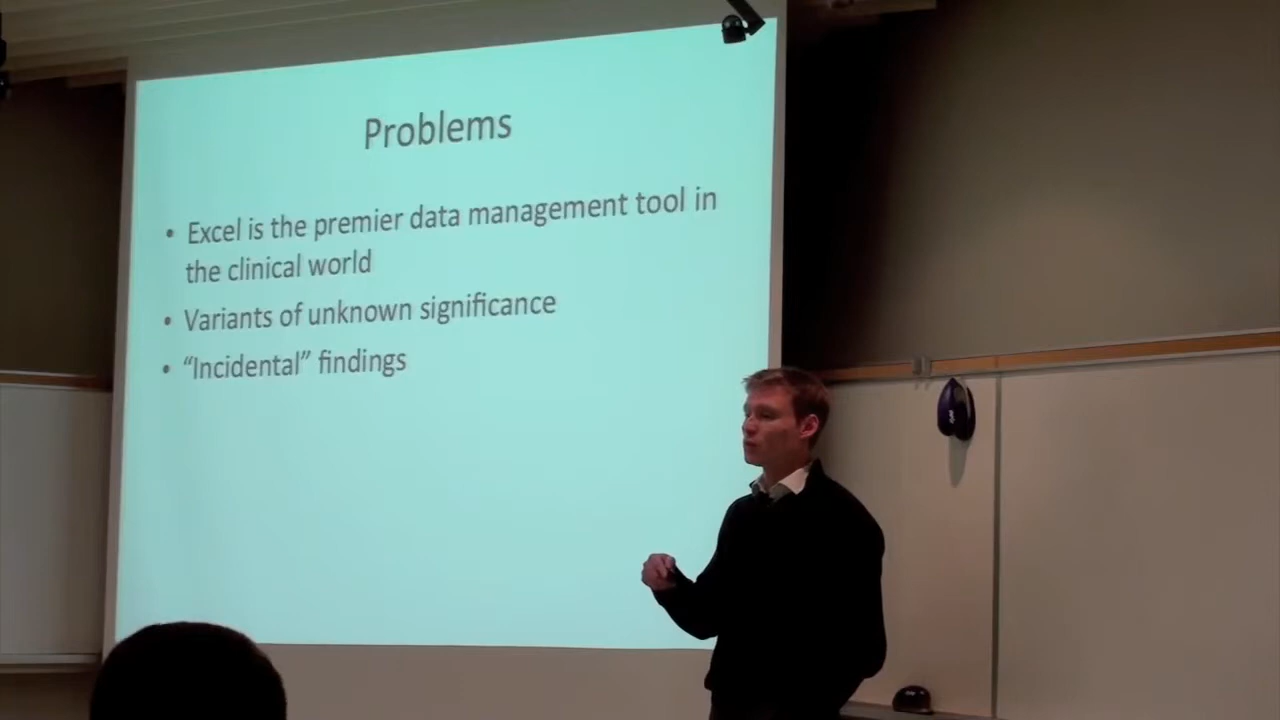 Problems
• Excel is the premier data management tool in
the clinical world
• Variants of unknown significance
• “Incidental” findings